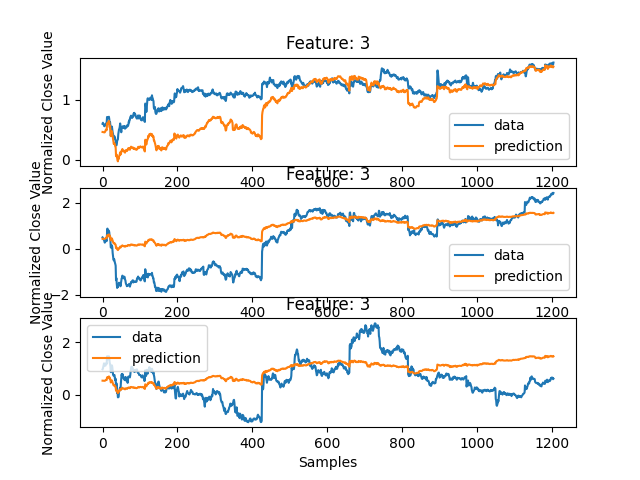 Feature: 3
Normalized Close Value
1
0
data
prediction
0 200 400 600 800 1000 1200
Feature: 3
Normalized Close Value
2
0
−2
data
prediction
0 200 400 600 800 1000 1200
Feature: 3
Normalized Close Value
2
0
data
prediction
0 200 400 600 800 1000 1200
Samples